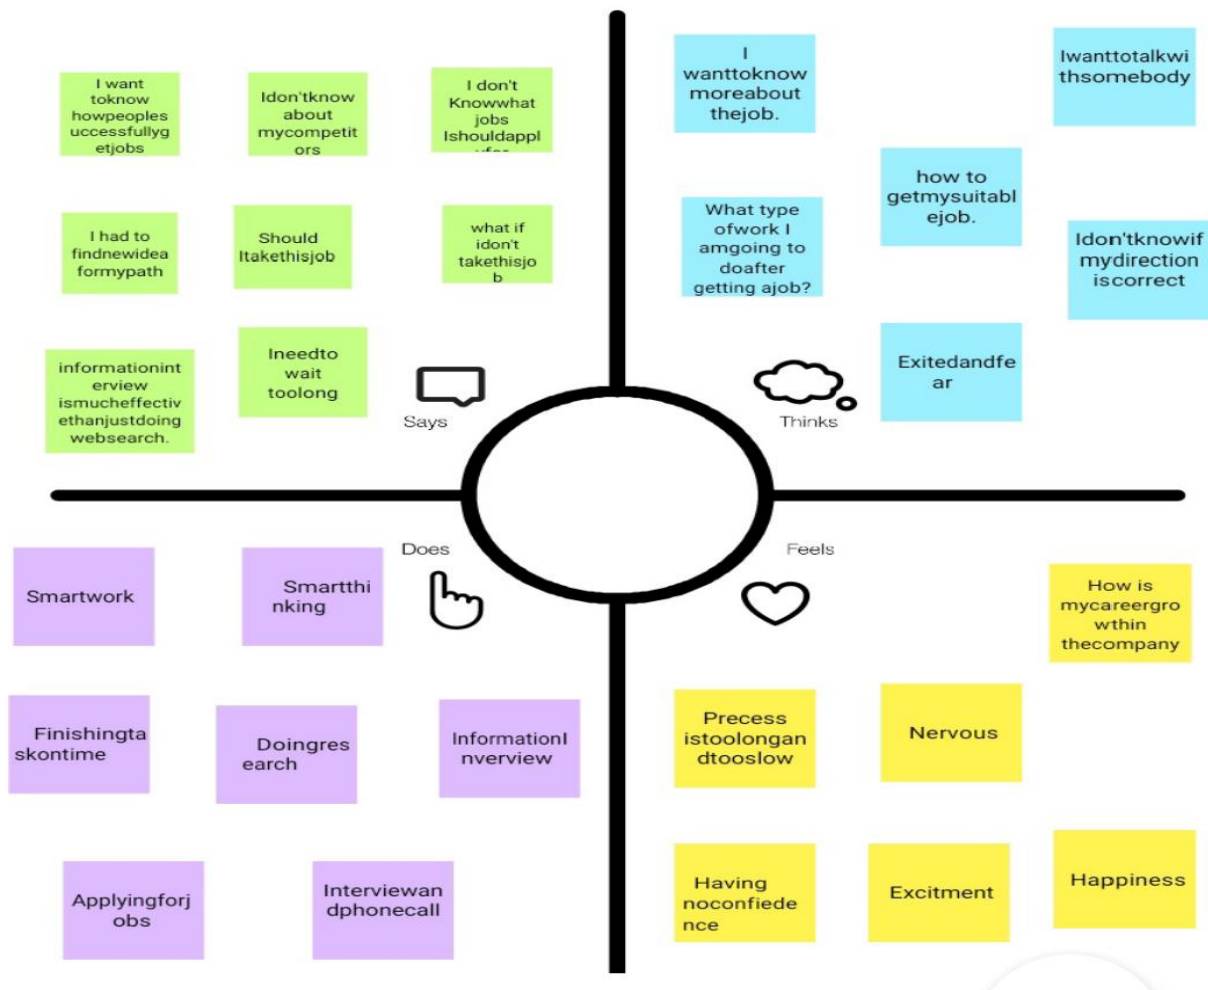 I want
toknow
howpeoples
uccessfullyg
etjobs
Idon'tknow
about
mycompetit
ors
I don't
Knowwhat
jobs
Ishouldappl
I had to
findnewidea
formypath
Should
Itakethisjob
what if
idon't
takethisjo
b
informationint
erview
ismucheffectiv
ethanjustdoing
websearch.
Ineedto
wait
toolong
Says
I
wanttoknow
moreabout
thejob.
Iwanttotalkwi
thsomebody
how to
getmysuitabl
ejob.
What type
ofwork I
amgoing to
doafter
getting ajob?
Idon'tknowif
mydirection
iscorrect
Exitedandfe
ar
Thinks
Does
Smartwork
Smartthi
nking
Finishingta
skontime
Doingres
earch
InformationI
nverview
Applyingforj
obs
Interviewan
dphonecall
Feels
How is
mycareergro
wthin
thecompany
Precess
istoolongan
dtooslow
Nervous
Having
noconfiede
nce
Excitment
Happiness